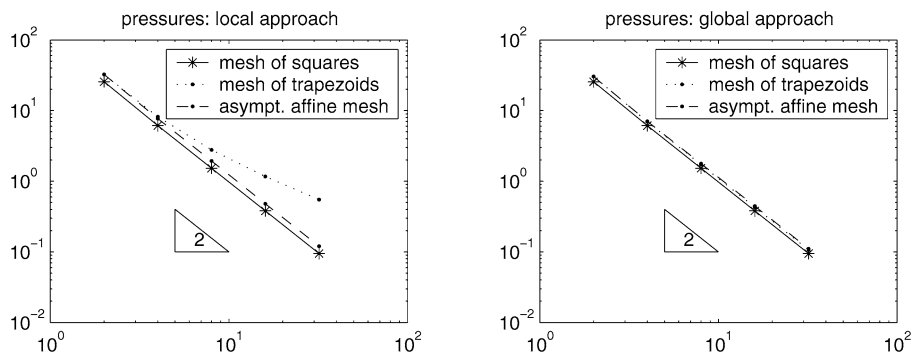 pressures: local approach
10^2
10^1
10^0
10^-1
10^-2
mesh of squares
mesh of trapezoids
asympt. affine mesh
2
10^0
10^1
10^2
pressures: global approach
10^2
10^1
10^0
10^-1
10^-2
mesh of squares
mesh of trapezoids
asympt. affine mesh
2
10^0
10^1
10^2